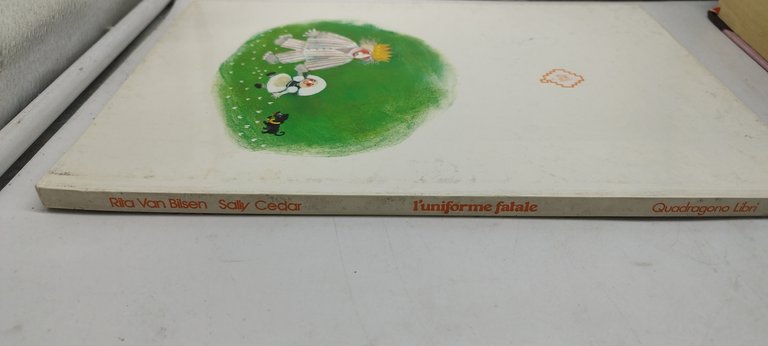 Rita Van Bilsen Sally Cedar l'uniforme fatale Quadragono Libri